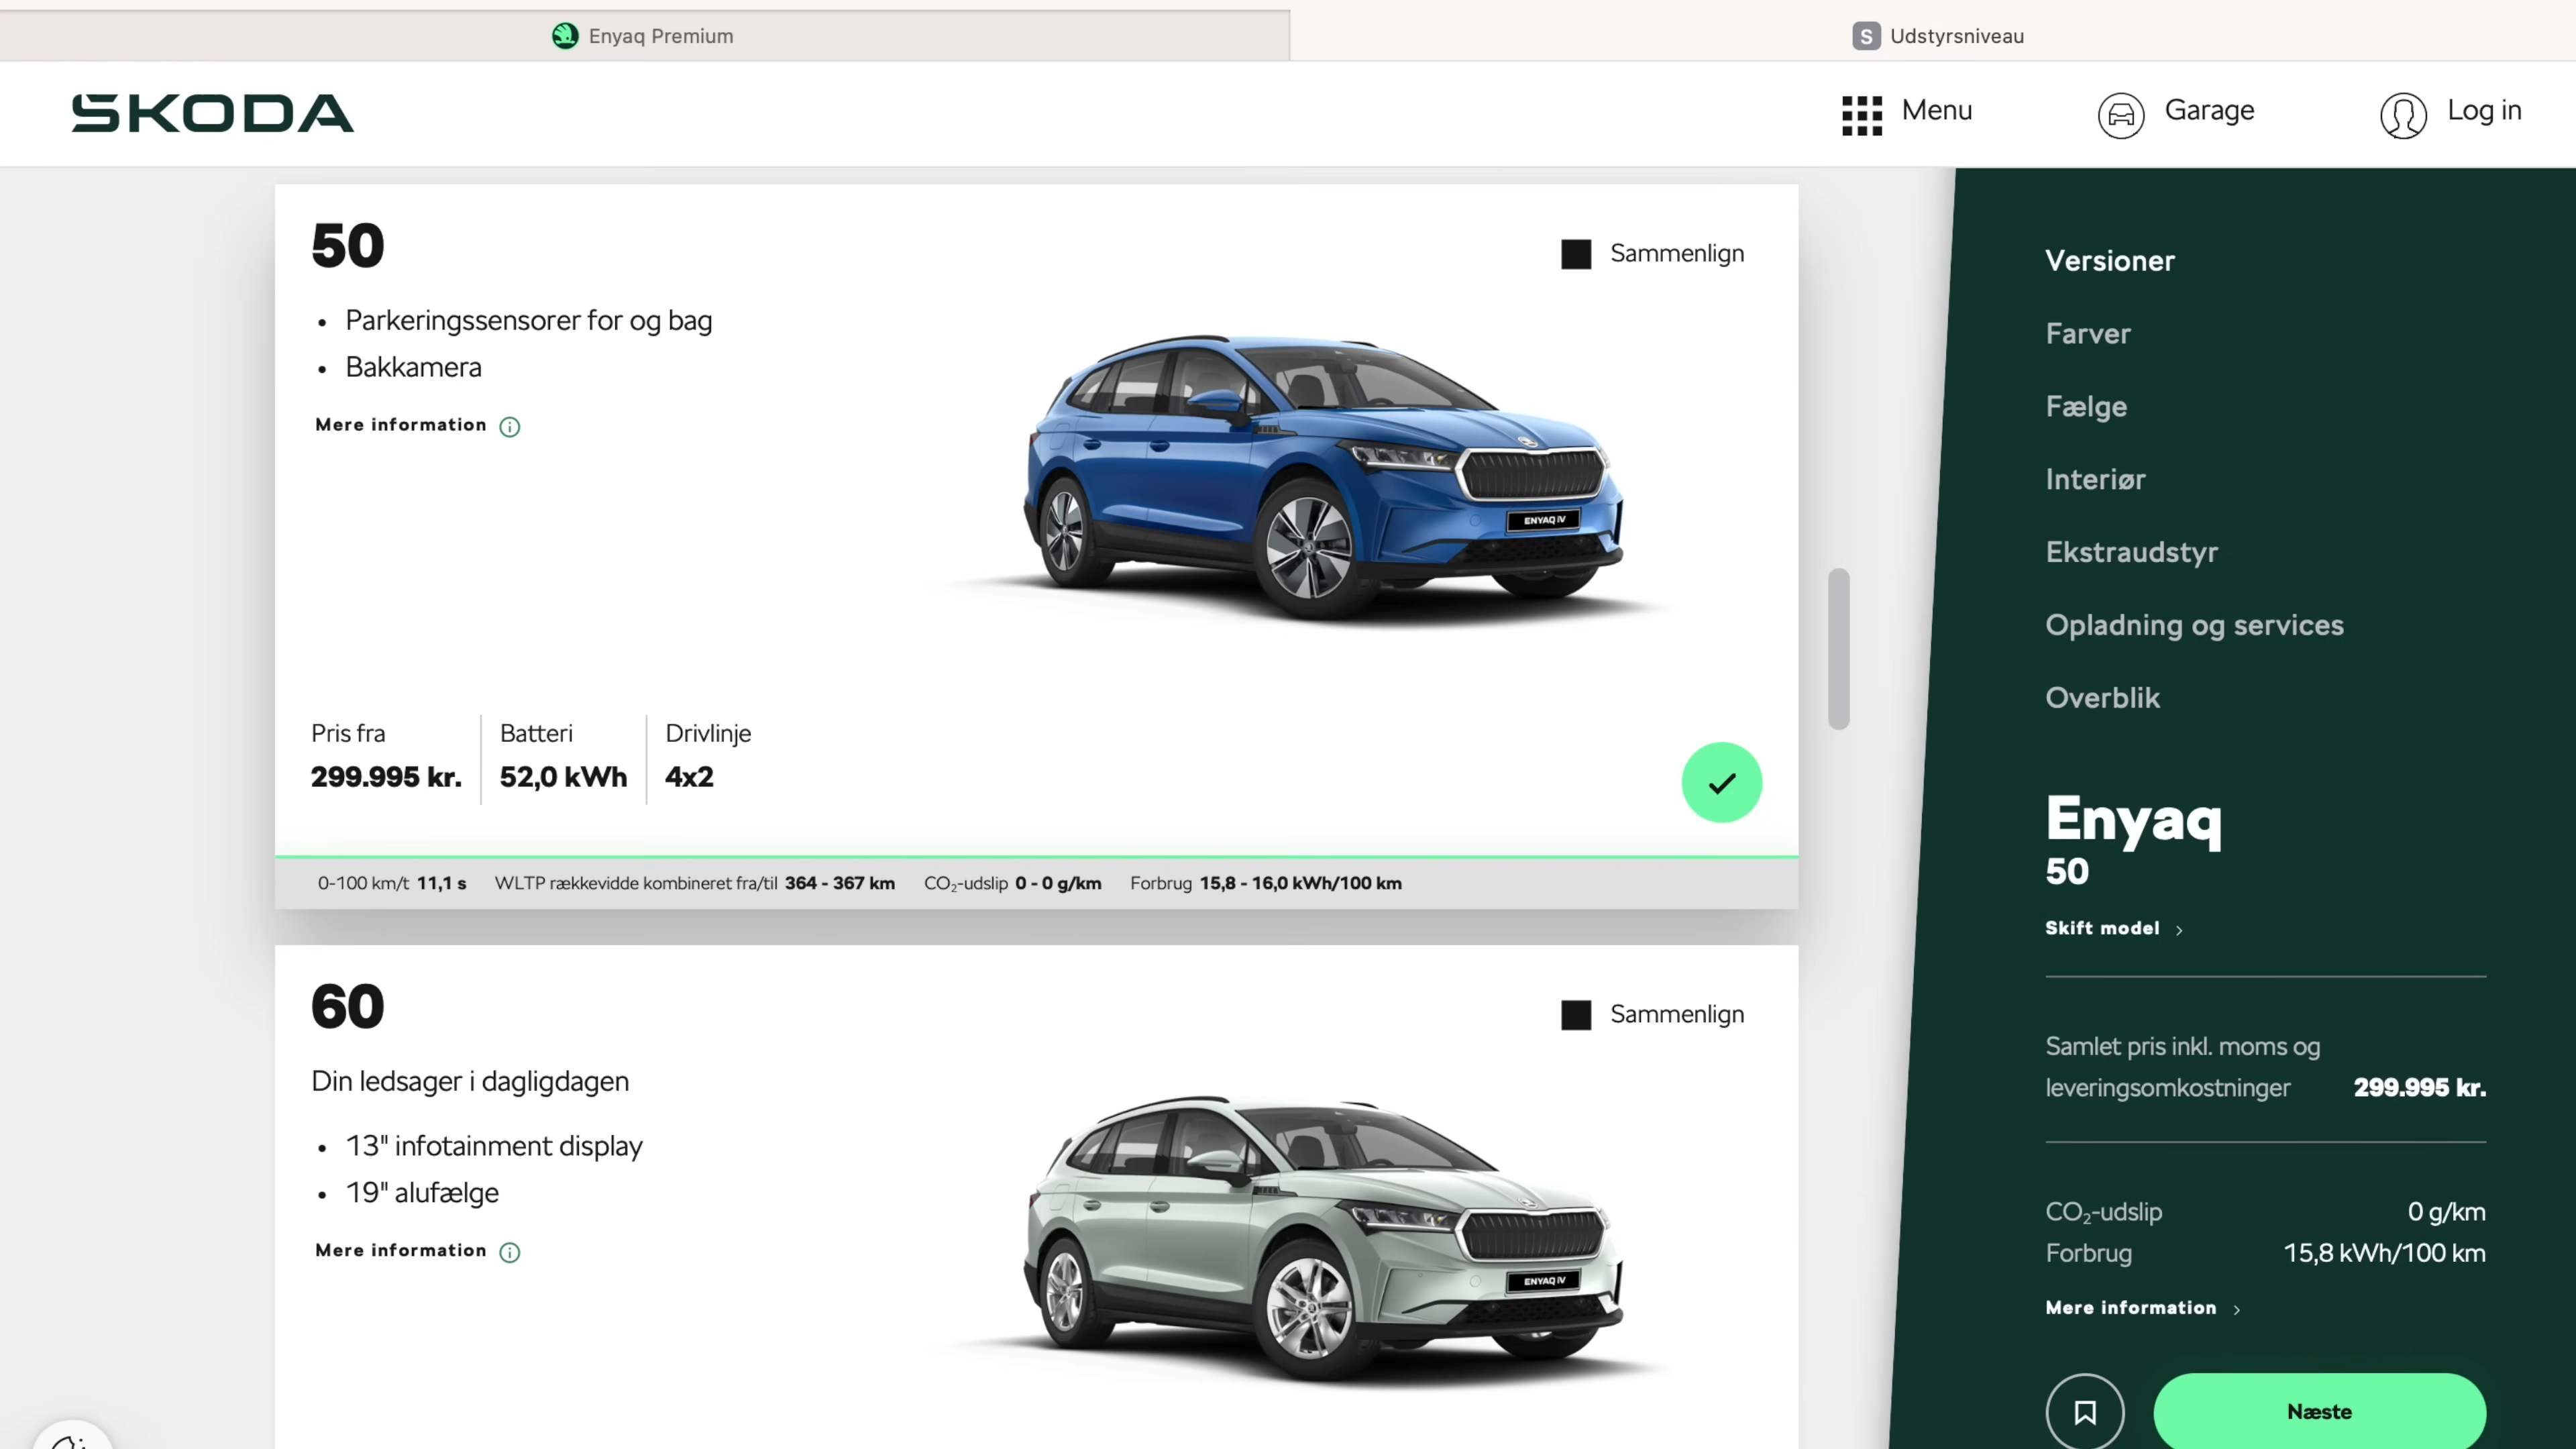 Enyaq Premium
S Udstyrsniveau
SKODA
Menu
Garage
Log in
50
Sammenlign
• Parkeringssensorer for og bag
• Bakkamera
Mere information
ENYAQ iV
Pris fra
299.995 kr.
Batteri
52,0 kWh
Drivlinje
4x2
0-100 km/t 11,1 s WLTP rækkevidde kombineret fra/til 364 - 367 km CO₂-udslip 0 - 0 g/km Forbrug 15,8 - 16,0 kWh/100 km
60
Sammenlign
Din ledsager i dagligdagen
• 13" infotainment display
• 19" alufælge
Mere information
ENYAQ iV
Versioner
Farver
Fælge
Interiør
Ekstraudstyr
Opladning og services
Overblik
Enyaq
50
Skift model
Samlet pris inkl. moms og
leveringsomkostninger 299.995 kr.
CO₂-udslip 0 g/km
Forbrug 15,8 kWh/100 km
Mere information
Næste